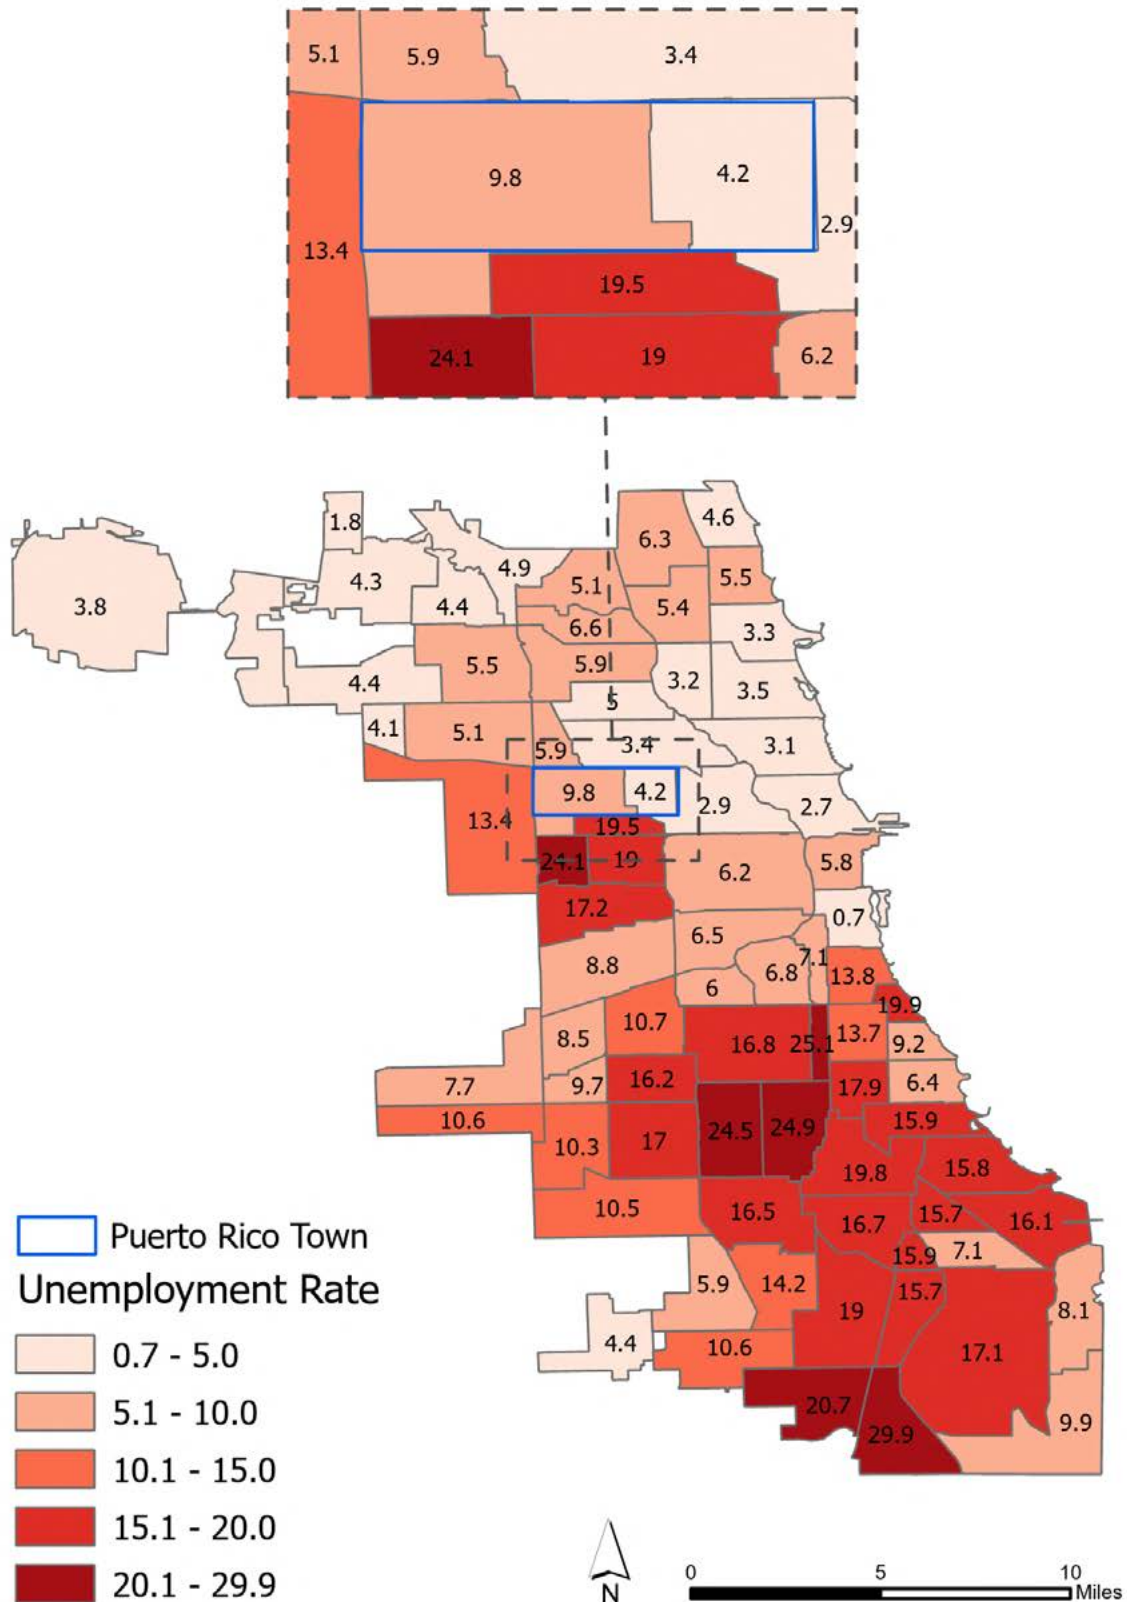 5.1 5.9 3.4
9.8 4.2
2.9
13.4
19.5
24.1 19 6.2
1.8 4.6
6.3
4.9
4.3 5.1 5.5
3.8 4.4 5.4
6.6 3.3
5.5 5.9
4.4 3.2 3.5
5
4.1 5.1
5.9 3.4 3.1
9.8 4.2 2.9 2.7
13.4 19.5
24.1 19 6.2 5.8
17.2 0.7
6.5
8.8 6.8 7.1 13.8
6
19.9
10.7
8.5 16.8 25.1 13.7 9.2
7.7 9.7 16.2 17.9 6.4
10.6 15.9
10.3 17 24.5 24.9
19.8 15.8
10.5 16.5 16.7 15.7 16.1
Puerto Rico Town
15.9 7.1
Unemployment Rate
5.9 14.2 15.7
19 8.1
4.4 10.6 17.1
0.7 - 5.0
5.1 - 10.0
20.7 9.9
29.9
10.1 - 15.0
15.1 - 20.0
20.1 - 29.9
N
0 5 10
Miles